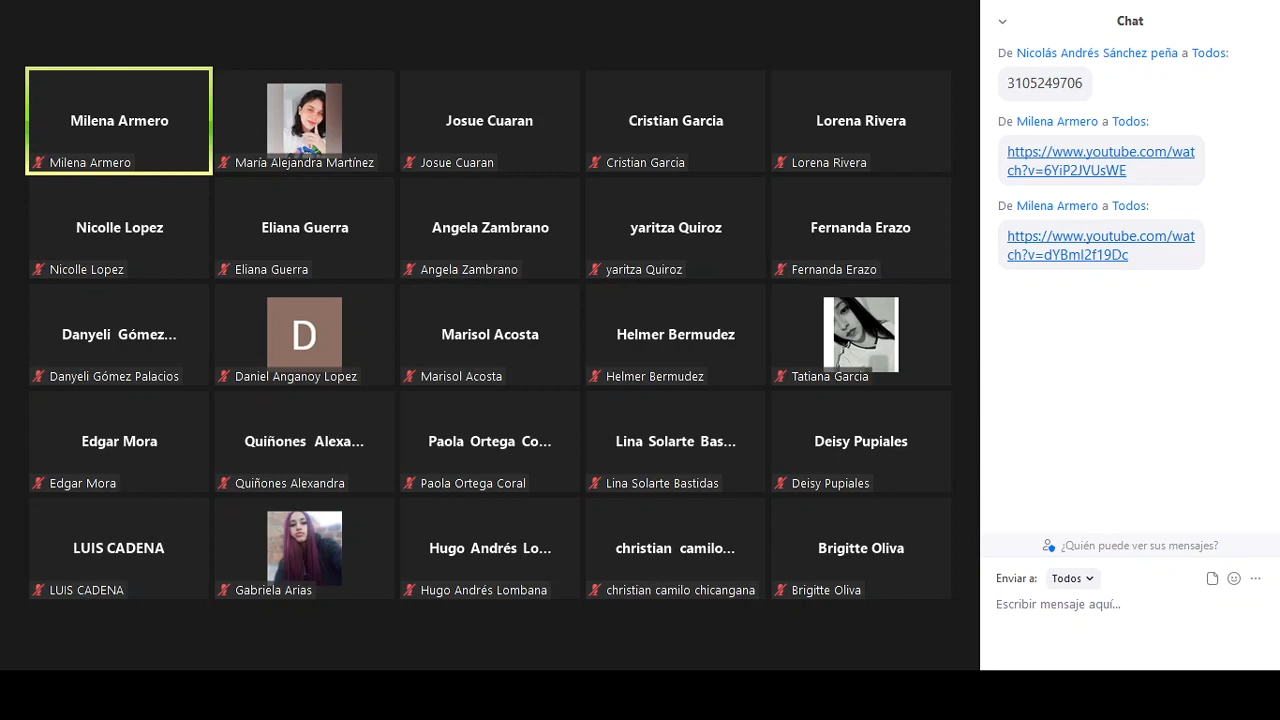 Milena Armero
Milena Armero
María Alejandra Martínez
Josue Cuaran
Josue Cuaran
Cristian Garcia
Cristian Garcia
Lorena Rivera
Lorena Rivera
Nicolle Lopez
Nicolle Lopez
Eliana Guerra
Eliana Guerra
Angela Zambrano
Angela Zambrano
yaritza Quiroz
yaritza Quiroz
Fernanda Erazo
Fernanda Erazo
Danyeli Gómez...
Danyeli Gómez Palacios
D
Daniel Anganoy Lopez
Marisol Acosta
Marisol Acosta
Helmer Bermudez
Helmer Bermudez
Tatiana García
Edgar Mora
Edgar Mora
Quiñones Alexa...
Quiñones Alexandra
Paola Ortega Co...
Paola Ortega Coral
Lina Solarte Bas...
Lina Solarte Bastidas
Deisy Pupiales
Deisy Pupiales
LUIS CADENA
LUIS CADENA
Gabriela Arias
Hugo Andrés Lo...
Hugo Andrés Lombana
christian camilo...
christian camilo chicangana
Brigitte Oliva
Brigitte Oliva
Chat
De Nicolás Andrés Sánchez peña a Todos:
3105249706
De Milena Armero a Todos:
https://www.youtube.com/wat
ch?v=6YiP2JVUsWE
De Milena Armero a Todos:
https://www.youtube.com/wat
ch?v=dYBml2f19Dc
¿Quién puede ver sus mensajes?
Enviar a: Todos
Escribir mensaje aquí...